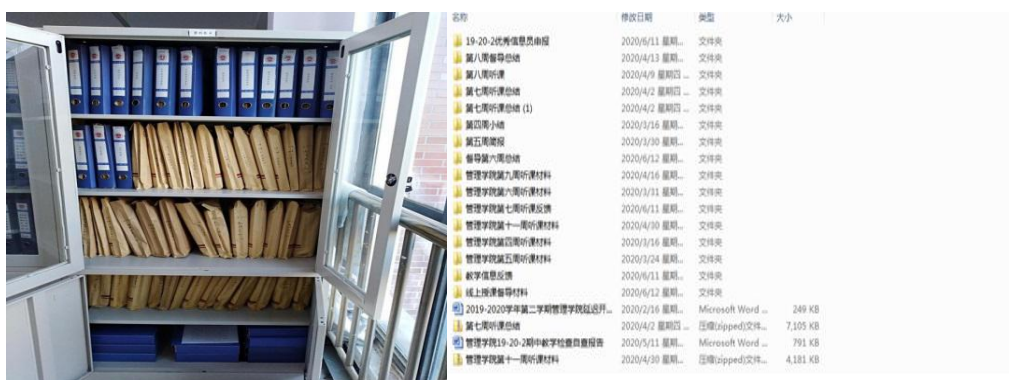 名称 修改日期 类型 大小
19-20-2优秀信息员申报 2020/6/11 星期... 文件夹
第八周督导总结 2020/4/13 星期... 文件夹
第八周听课 2020/4/9 星期四 ... 文件夹
第七周听课总结 2020/4/2 星期四 ... 文件夹
第七周听课总结 (1) 2020/4/2 星期四 ... 文件夹
第四周小结 2020/3/16 星期... 文件夹
第五周简报 2020/3/30 星期... 文件夹
督导第六周总结 2020/6/12 星期... 文件夹
管理学院第九周听课材料 2020/4/16 星期... 文件夹
管理学院第六周听课材料 2020/3/31 星期... 文件夹
管理学院第七周听课反馈 2020/6/11 星期... 文件夹
管理学院第十一周听课材料 2020/4/30 星期... 文件夹
管理学院第四周听课材料 2020/3/16 星期... 文件夹
管理学院第五周听课材料 2020/3/24 星期... 文件夹
教学信息反馈 2020/6/11 星期... 文件夹
线上授课督导材料 2020/6/12 星期... 文件夹
2019-2020学年第二学期管理学院延迟开... 2020/2/16 星期... Microsoft Word ... 249 KB
第七周听课总结 2020/4/2 星期四 ... 压缩(zipped)文件... 7,105 KB
管理学院19-20-2期中教学检查自查报告 2020/5/11 星期... Microsoft Word ... 791 KB
管理学院第十一周听课材料 2020/4/30 星期... 压缩(zipped)文件... 4,181 KB